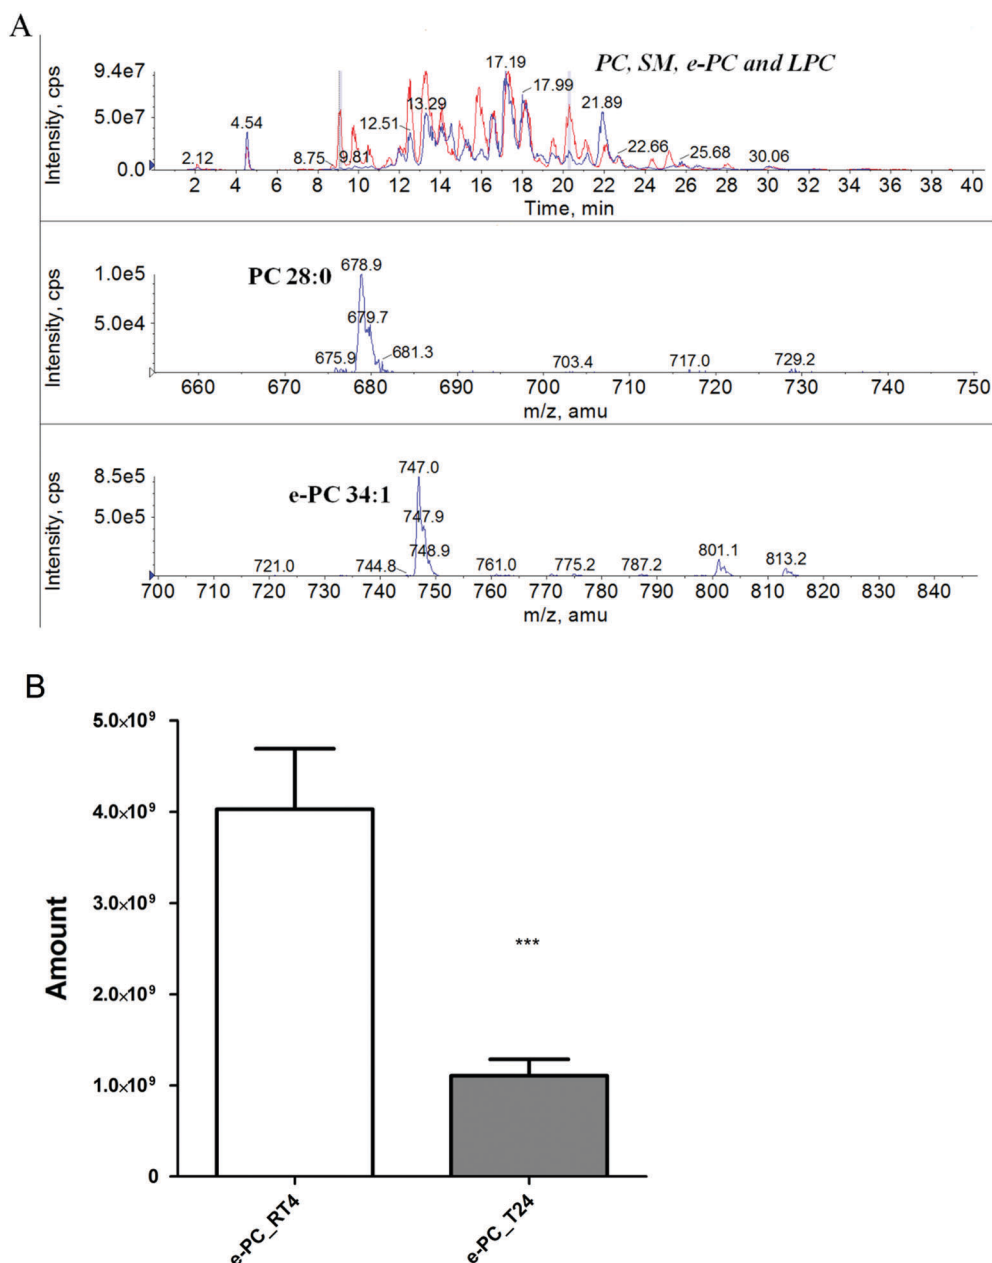 A
Intensity, cps
9.4e7
5.0e7
0.0
PC, SM, e-PC and LPC
2.12
4.54
8.75
9.81
12.51
13.29
17.19
17.99
21.89
22.66
25.68
30.06
2 4 6 8 10 12 14 16 18 20 22 24 26 28 30 32 34 36 38 40
Time, min
Intensity, cps
1.0e5
5.0e4
PC 28:0
678.9
679.7
675.9
681.3
703.4
717.0
729.2
660 670 680 690 700 710 720 730 740 750
m/z, amu
Intensity, cps
8.5e5
5.0e5
e-PC 34:1
747.0
747.9
748.9
721.0
744.8
761.0
775.2
787.2
801.1
813.2
700 710 720 730 740 750 760 770 780 790 800 810 820 830 840
m/z, amu
B
Amount
5.0×10⁹
4.0×10⁹
3.0×10⁹
2.0×10⁹
1.0×10⁹
0
***
e-PC_RT4
e-PC_T24